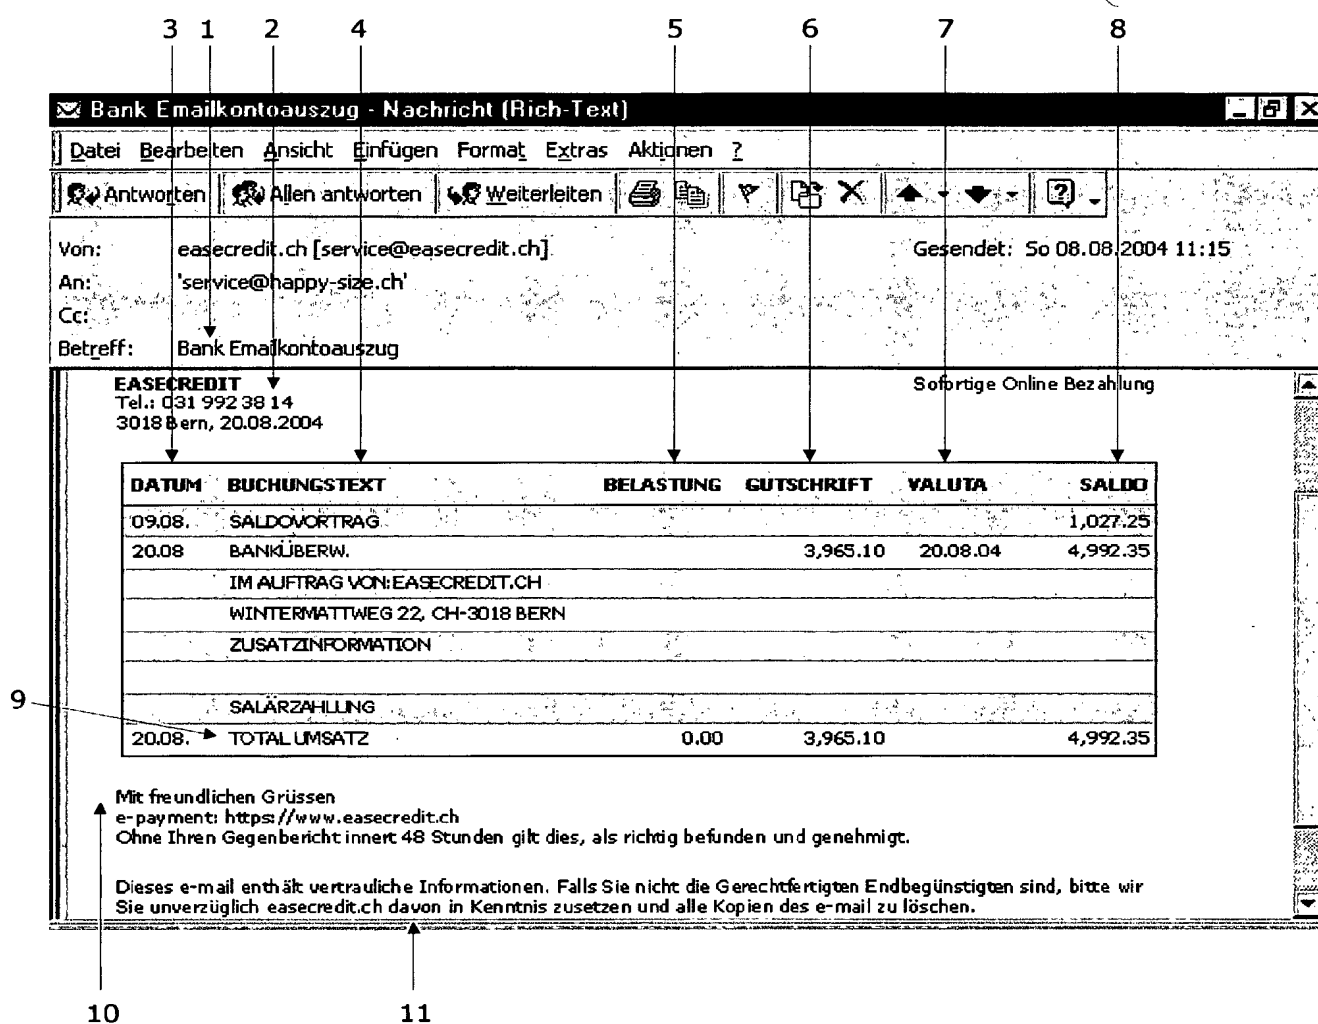 3 1 2 4 5 6 7 8
Bank Emailkontoauszug - Nachricht (Rich-Text)
Datei Bearbeiten Ansicht Einfügen Format Extras Aktionen ?
Antworten Allen antworten Weiterleiten
Von: easecredit.ch [service@easecredit.ch] Gesendet: So 08.08.2004 11:15
An: 'service@happy-size.ch'
Cc:
Betreff: Bank Emailkontoauszug
EASECREDIT Sofortige Online Bezahlung
Tel.: 031 992 38 14
3018 Bern, 20.08.2004
DATUM BUCHUNGSTEXT BELASTUNG GUTSCHRIFT VALUTA SALDO
09.08. SALDOVORTRAG 1,027.25
20.08 BANKÜBERW. 3,965.10 20.08.04 4,992.35
IM AUFTRAG VON:EASECREDIT.CH
WINTERMATTWEG 22, CH-3018 BERN
ZUSATZINFORMATION
9
SALÄRZAHLUNG
20.08. TOTAL UMSATZ 0.00 3,965.10 4,992.35
Mit freundlichen Grüssen
e-payment: https://www.easecredit.ch
Ohne Ihren Gegenbericht innert 48 Stunden gilt dies, als richtig befunden und genehmigt.
Dieses e-mail enthält vertrauliche Informationen. Falls Sie nicht die Gerechtfertigten Endbegünstigten sind, bitte wir
Sie unverzüglich easecredit.ch davon in Kenntnis zusetzen und alle Kopien des e-mail zu löschen.
10 11